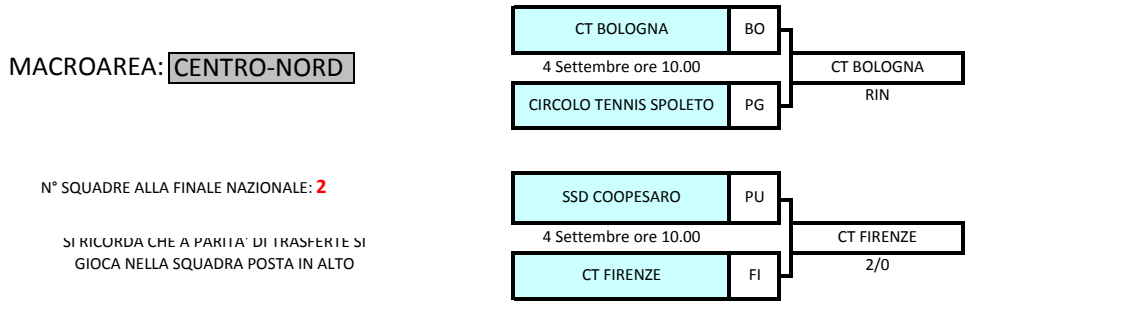 MACROAREA: CENTRO-NORD
N° SQUADRE ALLA FINALE NAZIONALE: 2
SI RICORDA CHE A PARITA' DI TRASFERTE SI
GIOCA NELLA SQUADRA POSTA IN ALTO
CT BOLOGNA BO
4 Settembre ore 10.00
CIRCOLO TENNIS SPOLETO PG
CT BOLOGNA
RIN
SSD COOPESARO PU
4 Settembre ore 10.00
CT FIRENZE FI
CT FIRENZE
2/0